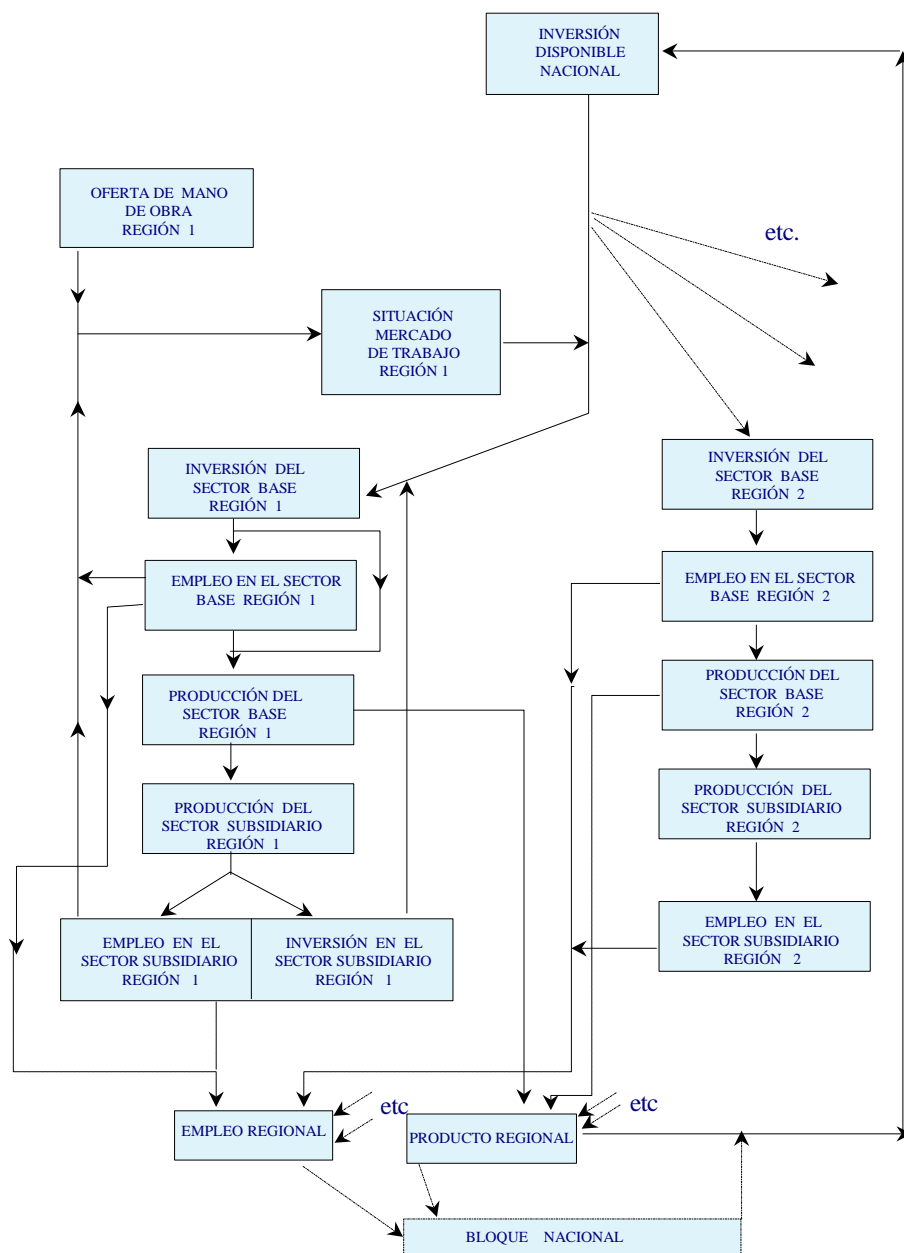 INVERSIÓN
DISPONIBLE
NACIONAL
OFERTA DE MANO
DE OBRA
REGIÓN 1
etc.
SITUACIÓN
MERCADO
DE TRABAJO
REGIÓN 1
INVERSIÓN DEL
SECTOR BASE
REGIÓN 1
INVERSIÓN DEL
SECTOR BASE
REGIÓN 2
EMPLEO EN EL SECTOR
BASE REGIÓN 1
EMPLEO EN EL SECTOR
BASE REGIÓN 2
PRODUCCIÓN DEL
SECTOR BASE
REGIÓN 1
PRODUCCIÓN DEL
SECTOR BASE
REGIÓN 2
PRODUCCIÓN DEL
SECTOR SUBSIDIARIO
REGIÓN 1
PRODUCCIÓN DEL
SECTOR SUBSIDIARIO
REGIÓN 2
EMPLEO EN EL
SECTOR SUBSIDIARIO
REGIÓN 1
INVERSIÓN EN EL
SECTOR SUBSIDIARIO
REGIÓN 1
EMPLEO EN EL
SECTOR SUBSIDIARIO
REGIÓN 2
etc
etc
EMPLEO REGIONAL
PRODUCTO REGIONAL
BLOQUE NACIONAL